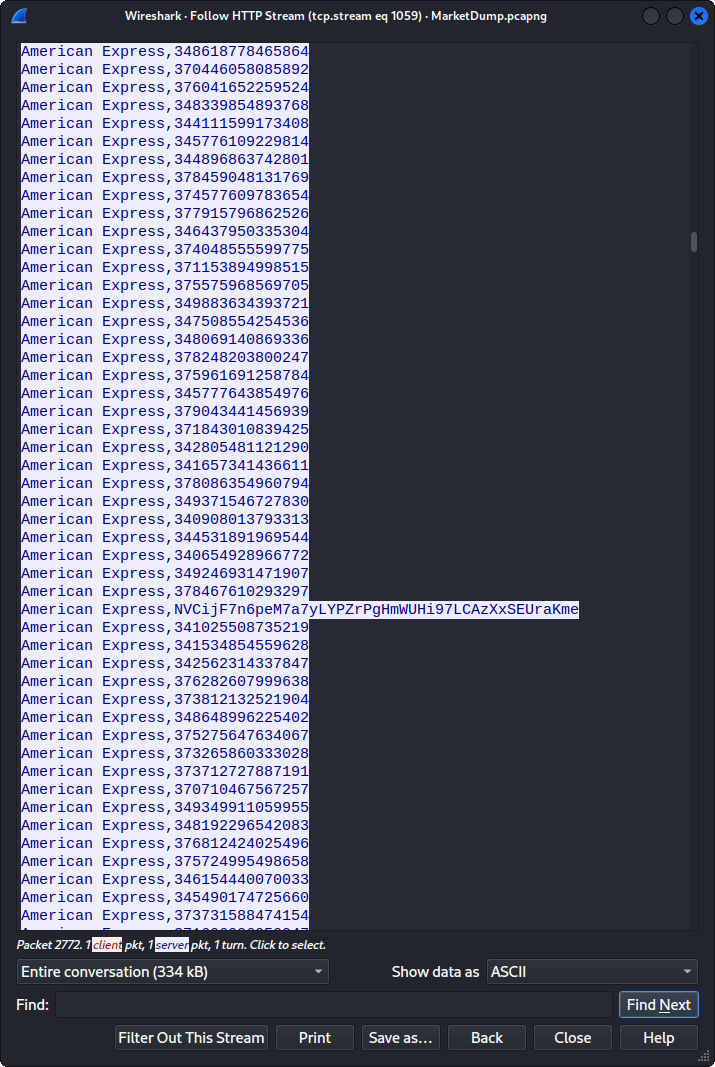 Wireshark · Follow HTTP Stream (tcp.stream eq 1059) · MarketDump.pcapng
American Express,348618778465864
American Express,370446058085892
American Express,376041652259524
American Express,348339854893768
American Express,344111599173408
American Express,345776109229814
American Express,344896863742801
American Express,378459048131769
American Express,374577609783654
American Express,377915796862526
American Express,346437950335304
American Express,374048555599775
American Express,371153894998515
American Express,375575968569705
American Express,349883634393721
American Express,347508554254536
American Express,348069140869336
American Express,378248203800247
American Express,375961691258784
American Express,345777643854976
American Express,379043441456939
American Express,371843010839425
American Express,342805481121290
American Express,341657341436611
American Express,378086354960794
American Express,349371546727830
American Express,340908013793313
American Express,344531891969544
American Express,340654928966772
American Express,349246931471907
American Express,378467610293297
American Express,NVCijF7n6peM7a7yLYPZrPgHmWUHi97LCAzXxSEUraKme
American Express,341025508735219
American Express,341534854559628
American Express,342562314337847
American Express,376282607999638
American Express,373812132521904
American Express,348648996225402
American Express,375275647634067
American Express,373265860333028
American Express,373712727887191
American Express,370710467567257
American Express,349349911059955
American Express,348192296542083
American Express,376812424025496
American Express,375724995498658
American Express,346154440070033
American Express,345490174725660
American Express,373731588474154
Packet 2772. 1 client pkt, 1 server pkt, 1 turn. Click to select.
Entire conversation (334 kB) Show data as ASCII
Find: Find Next
Filter Out This Stream Print Save as… Back Close Help